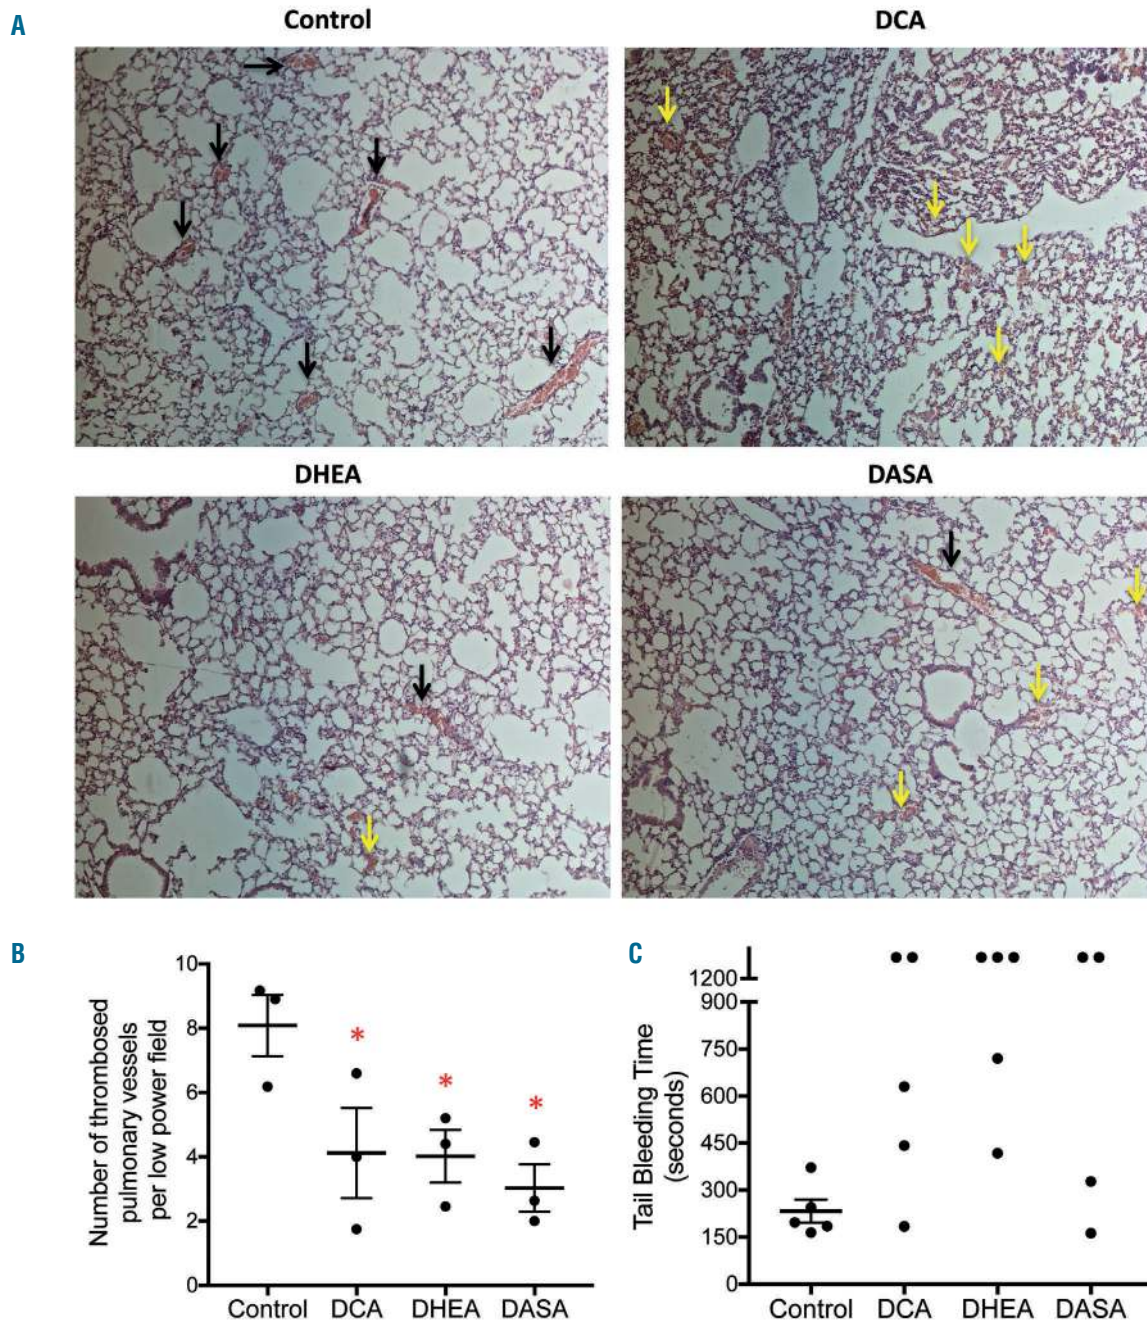 A
Control
DCA
DHEA
DASA
B
Number of thrombosed
pulmonary vessels
per low power field
10
8
6
4
2
0
*
*
*
Control
DCA
DHEA
DASA
C
Tail Bleeding Time
(seconds)
1200
900
750
600
450
300
150
0
Control
DCA
DHEA
DASA